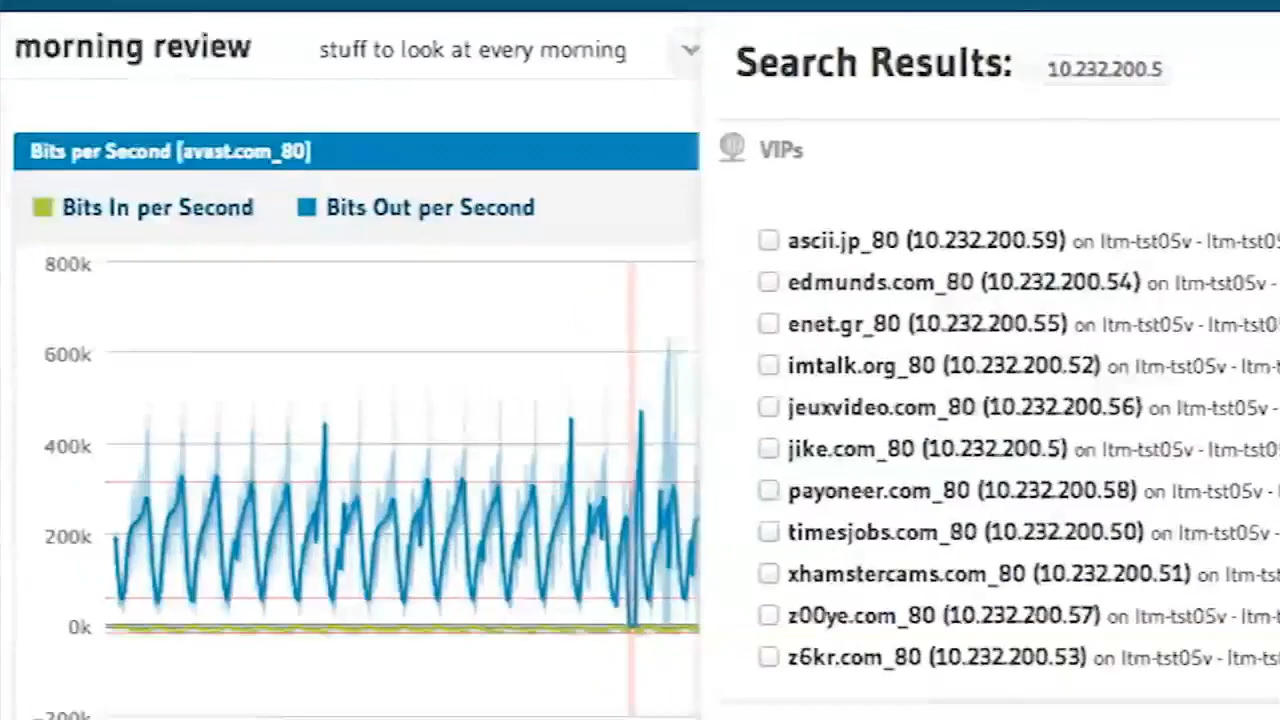 morning review
stuff to look at every morning
Bits per Second [avast.com_80]
Bits In per Second
Bits Out per Second
800k
600k
400k
200k
0k
-200k
Search Results:
10.232.200.5
VIPs
ascii.jp_80 (10.232.200.59) on ltm-tst05v - ltm-tst0
edmunds.com_80 (10.232.200.54) on ltm-tst05v -
enet.gr_80 (10.232.200.55) on ltm-tst05v - ltm-tst0
imtalk.org_80 (10.232.200.52) on ltm-tst05v - ltm-t
jeuxvideo.com_80 (10.232.200.56) on ltm-tst05v -
jike.com_80 (10.232.200.5) on ltm-tst05v - ltm-tst0
payoneer.com_80 (10.232.200.58) on ltm-tst05v -
timesjobs.com_80 (10.232.200.50) on ltm-tst05v -
xhamstercams.com_80 (10.232.200.51) on ltm-ts
z00ye.com_80 (10.232.200.57) on ltm-tst05v - ltm-
z6kr.com_80 (10.232.200.53) on ltm-tst05v - ltm-ts